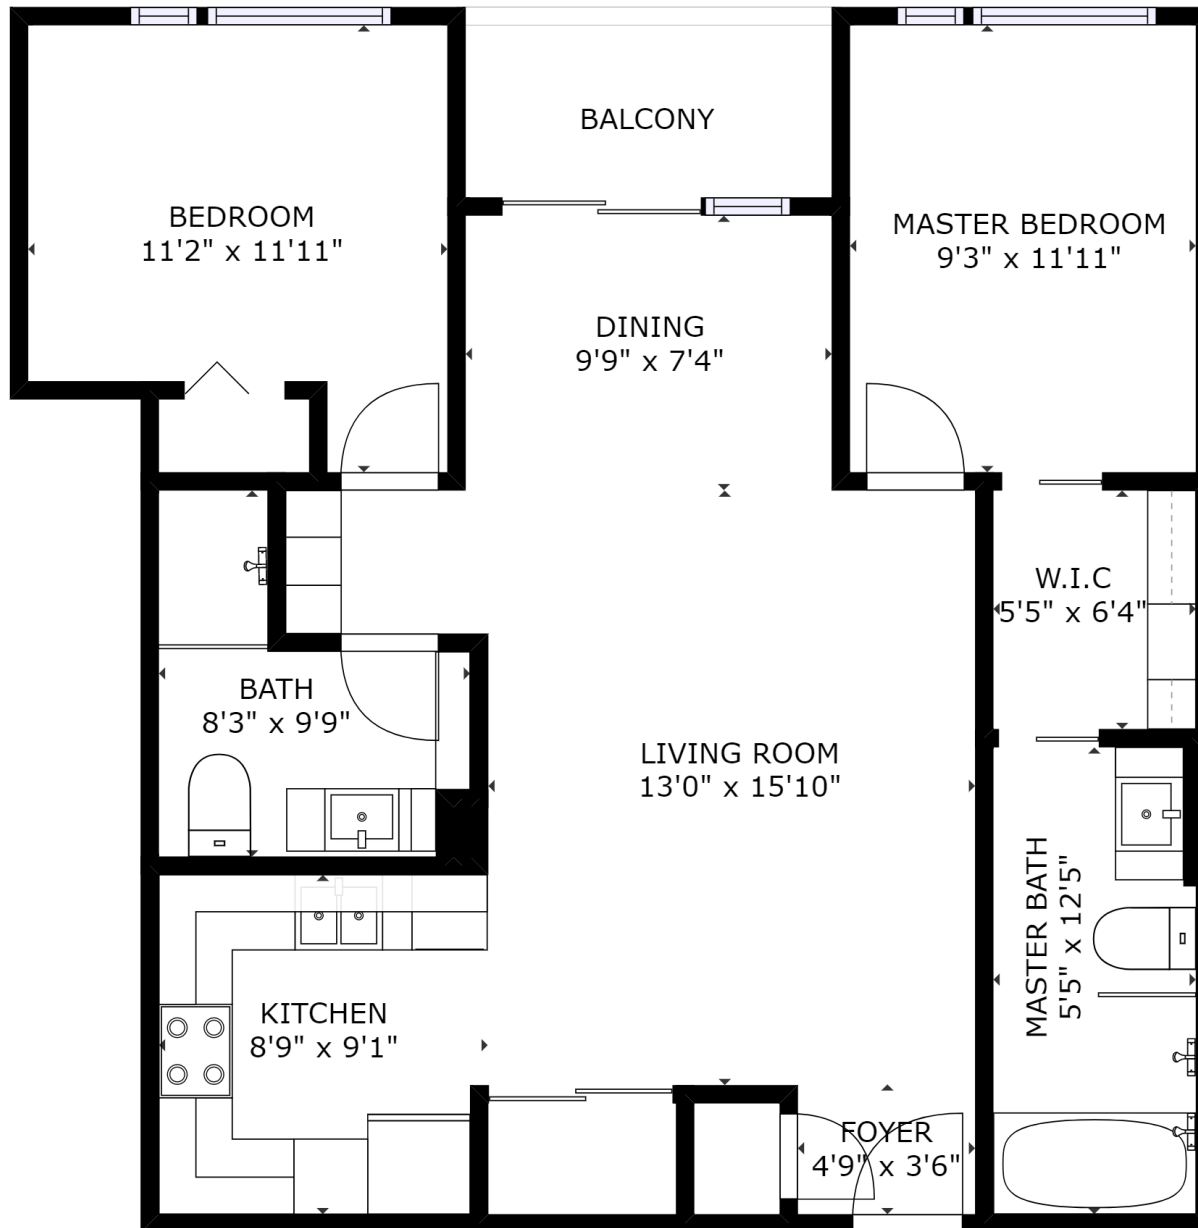 BALCONY
BEDROOM
11'2" x 11'11"
MASTER BEDROOM
9'3" x 11'11"
DINING
9'9" x 7'4"
W.I.C
5'5" x 6'4"
BATH
8'3" x 9'9"
LIVING ROOM
13'0" x 15'10"
MASTER BATH
5'5" x 12'5"
KITCHEN
8'9" x 9'1"
FOYER
4'9" x 3'6"